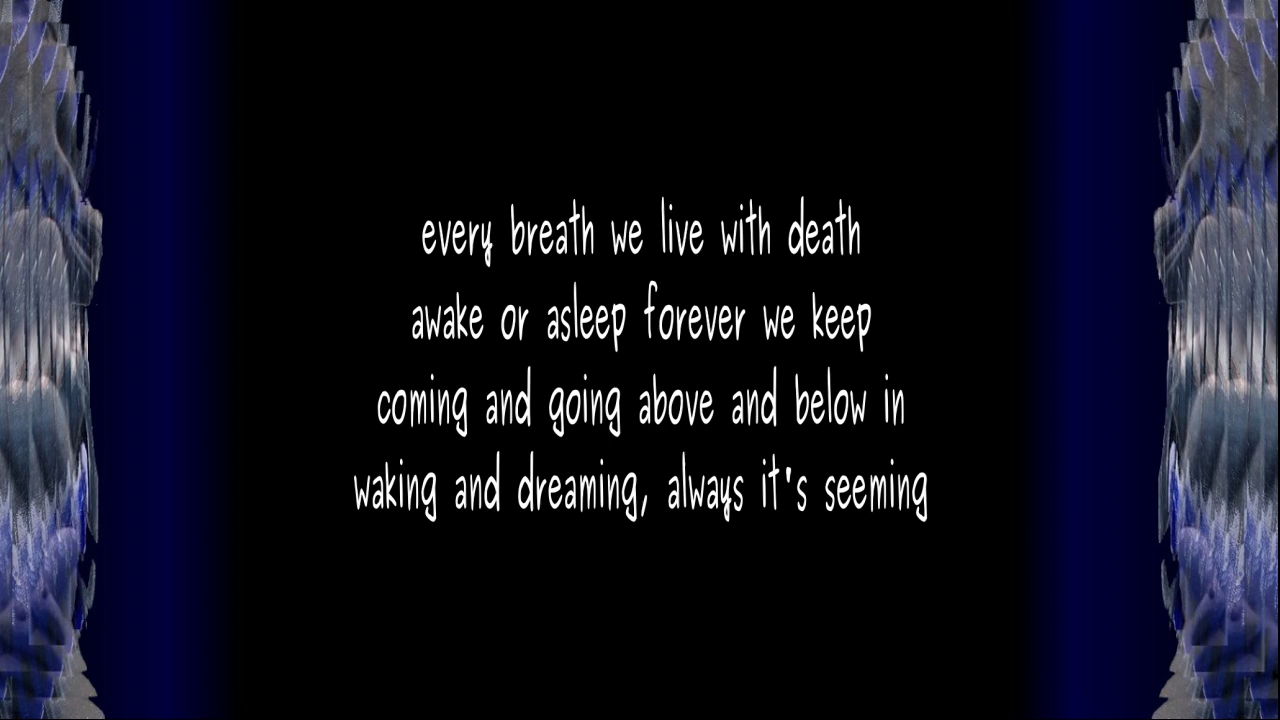 every breath we live with death
awake or asleep forever we keep
coming and going above and below in
waking and dreaming, always it's seeming